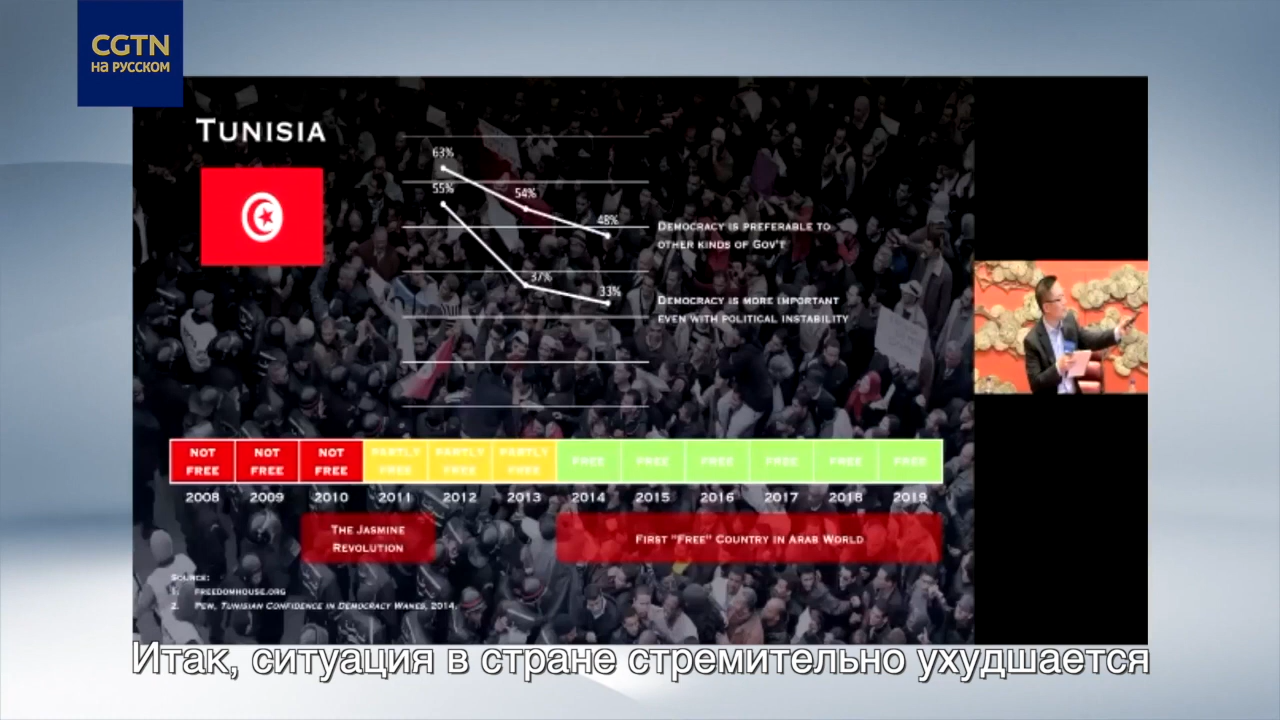 CGTN
на русском
TUNISIA
63%
55%
54%
48%
37%
33%
DEMOCRACY IS PREFERABLE TO
OTHER KINDS OF GOV'T
DEMOCRACY IS MORE IMPORTANT
EVEN WITH POLITICAL INSTABILITY
NOT FREE NOT FREE NOT FREE PARTLY FREE PARTLY FREE PARTLY FREE FREE FREE FREE FREE FREE FREE
2008 2009 2010 2011 2012 2013 2014 2015 2016 2017 2018 2019
THE JASMINE
REVOLUTION
FIRST "FREE" COUNTRY IN ARAB WORLD
SOURCE:
1. FREEDOMHOUSE.ORG
2. PEW, TUNISIAN CONFIDENCE IN DEMOCRACY WANES, 2014.
Итак, ситуация в стране стремительно ухудшается